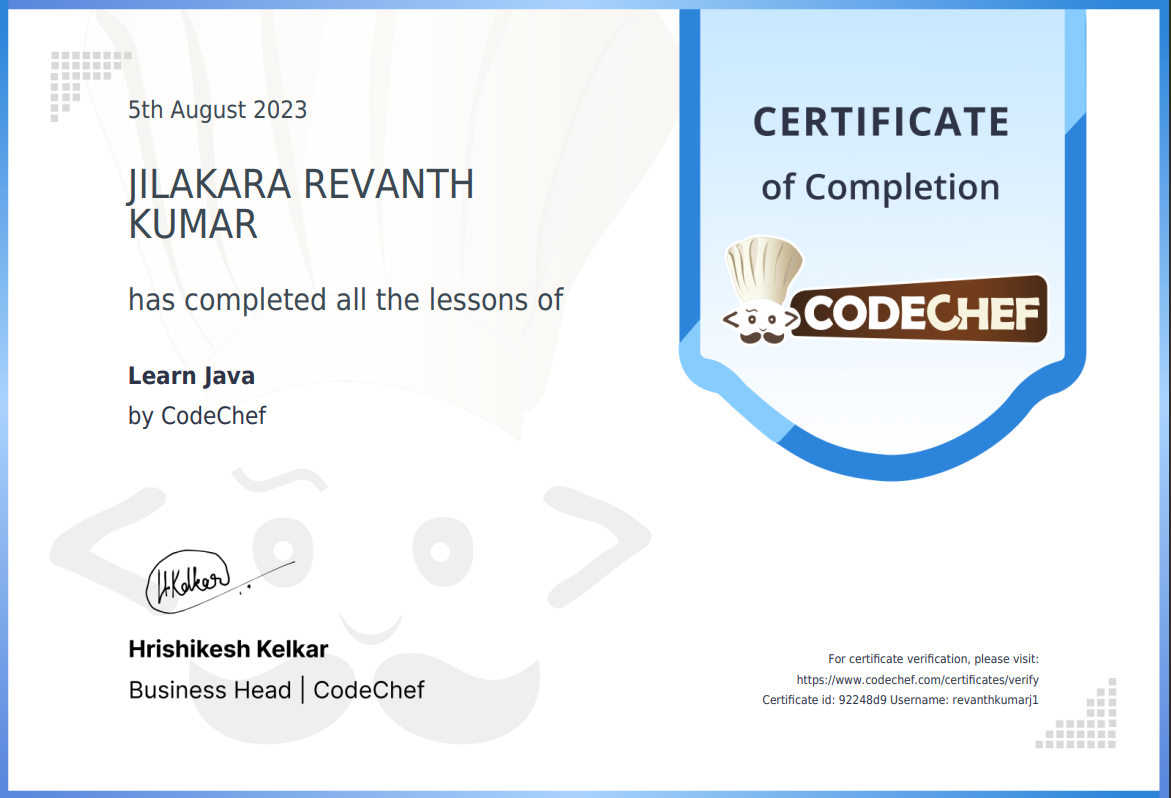 5th August 2023
JILAKARA REVANTH
KUMAR
has completed all the lessons of
Learn Java
by CodeChef
H.Kelkar
Hrishikesh Kelkar
Business Head | CodeChef
CERTIFICATE
of Completion
CODECHEF
For certificate verification, please visit:
https://www.codechef.com/certificates/verify
Certificate id: 92248d9 Username: revanthkumarj1